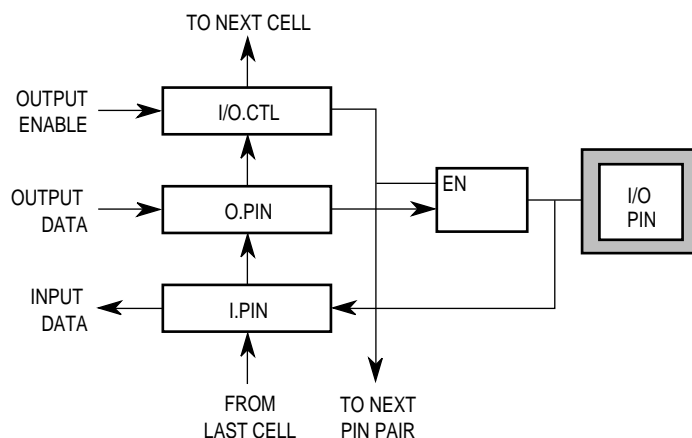 TO NEXT CELL
OUTPUT
ENABLE
I/O.CTL
OUTPUT
DATA
O.PIN
EN
I/O
PIN
INPUT
DATA
I.PIN
FROM
LAST CELL
TO NEXT
PIN PAIR